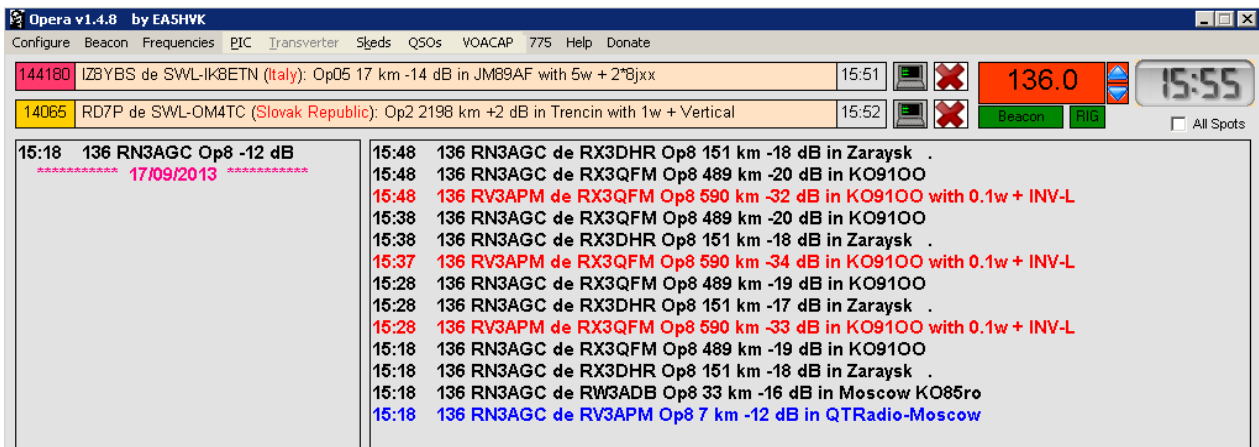 Opera v1.4.8 by EA5HVK
Configure Beacon Frequencies PIC Transverter Skeds QSOs VOACAP 775 Help Donate
144180 IZ8YBS de SWL-IK8ETN (Italy): Op05 17 km -14 dB in JM89AF with 5w + 2*8jxx 15:51
136.0
15:55
14065 RD7P de SWL-OM4TC (Slovak Republic): Op2 2198 km +2 dB in Trencin with 1w + Vertical 15:52
Beacon RIG
All Spots
15:18 136 RN3AGC Op8 -12 dB
*********** 17/09/2013 ***********
15:48 136 RN3AGC de RX3DHR Op8 151 km -18 dB in Zaraysk .
15:48 136 RN3AGC de RX3QFM Op8 489 km -20 dB in KO91OO
15:48 136 RV3APM de RX3QFM Op8 590 km -32 dB in KO91OO with 0.1w + INV-L
15:38 136 RN3AGC de RX3QFM Op8 489 km -20 dB in KO91OO
15:38 136 RN3AGC de RX3DHR Op8 151 km -18 dB in Zaraysk .
15:37 136 RV3APM de RX3QFM Op8 590 km -34 dB in KO91OO with 0.1w + INV-L
15:28 136 RN3AGC de RX3QFM Op8 489 km -19 dB in KO91OO
15:28 136 RN3AGC de RX3DHR Op8 151 km -17 dB in Zaraysk .
15:28 136 RV3APM de RX3QFM Op8 590 km -33 dB in KO91OO with 0.1w + INV-L
15:18 136 RN3AGC de RX3QFM Op8 489 km -19 dB in KO91OO
15:18 136 RN3AGC de RX3DHR Op8 151 km -18 dB in Zaraysk .
15:18 136 RN3AGC de RW3ADB Op8 33 km -16 dB in Moscow KO85ro
15:18 136 RN3AGC de RV3APM Op8 7 km -12 dB in QTRadio-Moscow